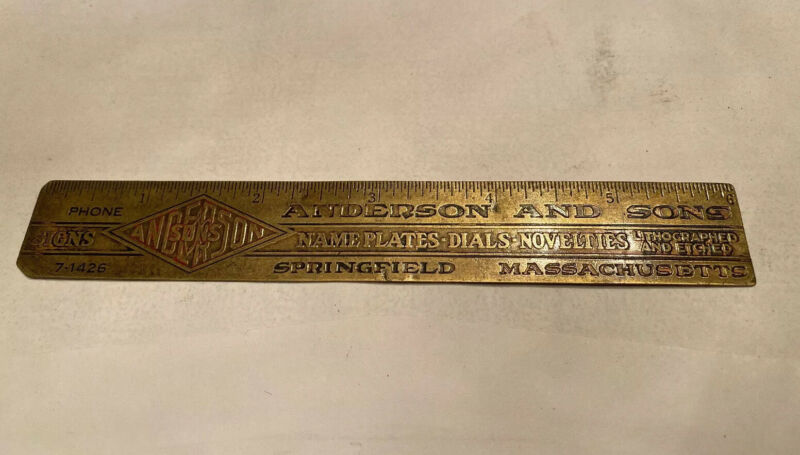 1 2 3 4 5 6
PHONE
ANDERSON
SONS
ANDERSON AND SONS
SIGNS
NAME PLATES - DIALS - NOVELTIES
LITHOGRAPHED
AND ETCHED
7-1426
SPRINGFIELD MASSACHUSETTS